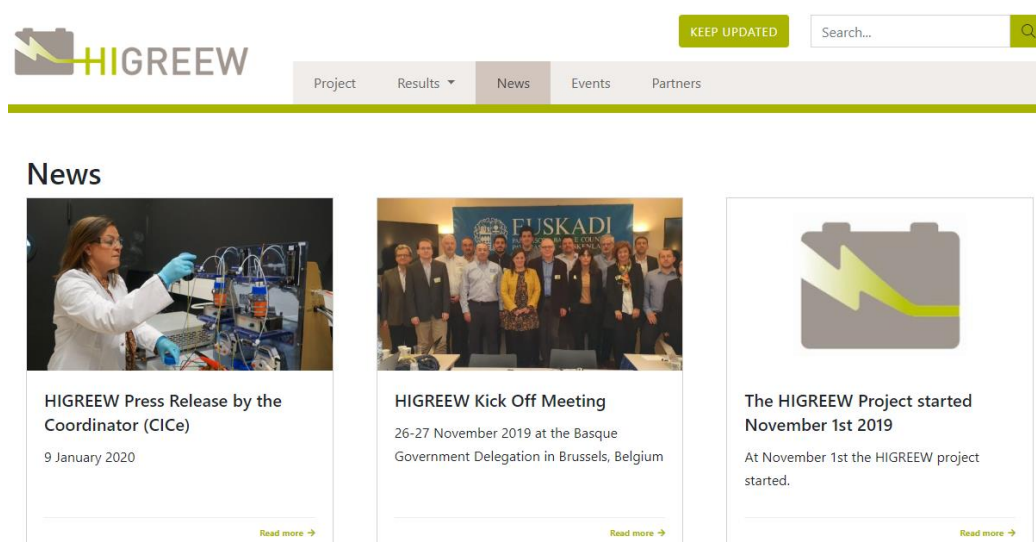 HIGREEW
KEEP UPDATED
Search...
Project
Results
News
Events
Partners
News
EUSKADI
HIGREEW Press Release by the
Coordinator (CICe)
9 January 2020
Read more →
HIGREEW Kick Off Meeting
26-27 November 2019 at the Basque
Government Delegation in Brussels, Belgium
Read more →
The HIGREEW Project started
November 1st 2019
At November 1st the HIGREEW project
started.
Read more →